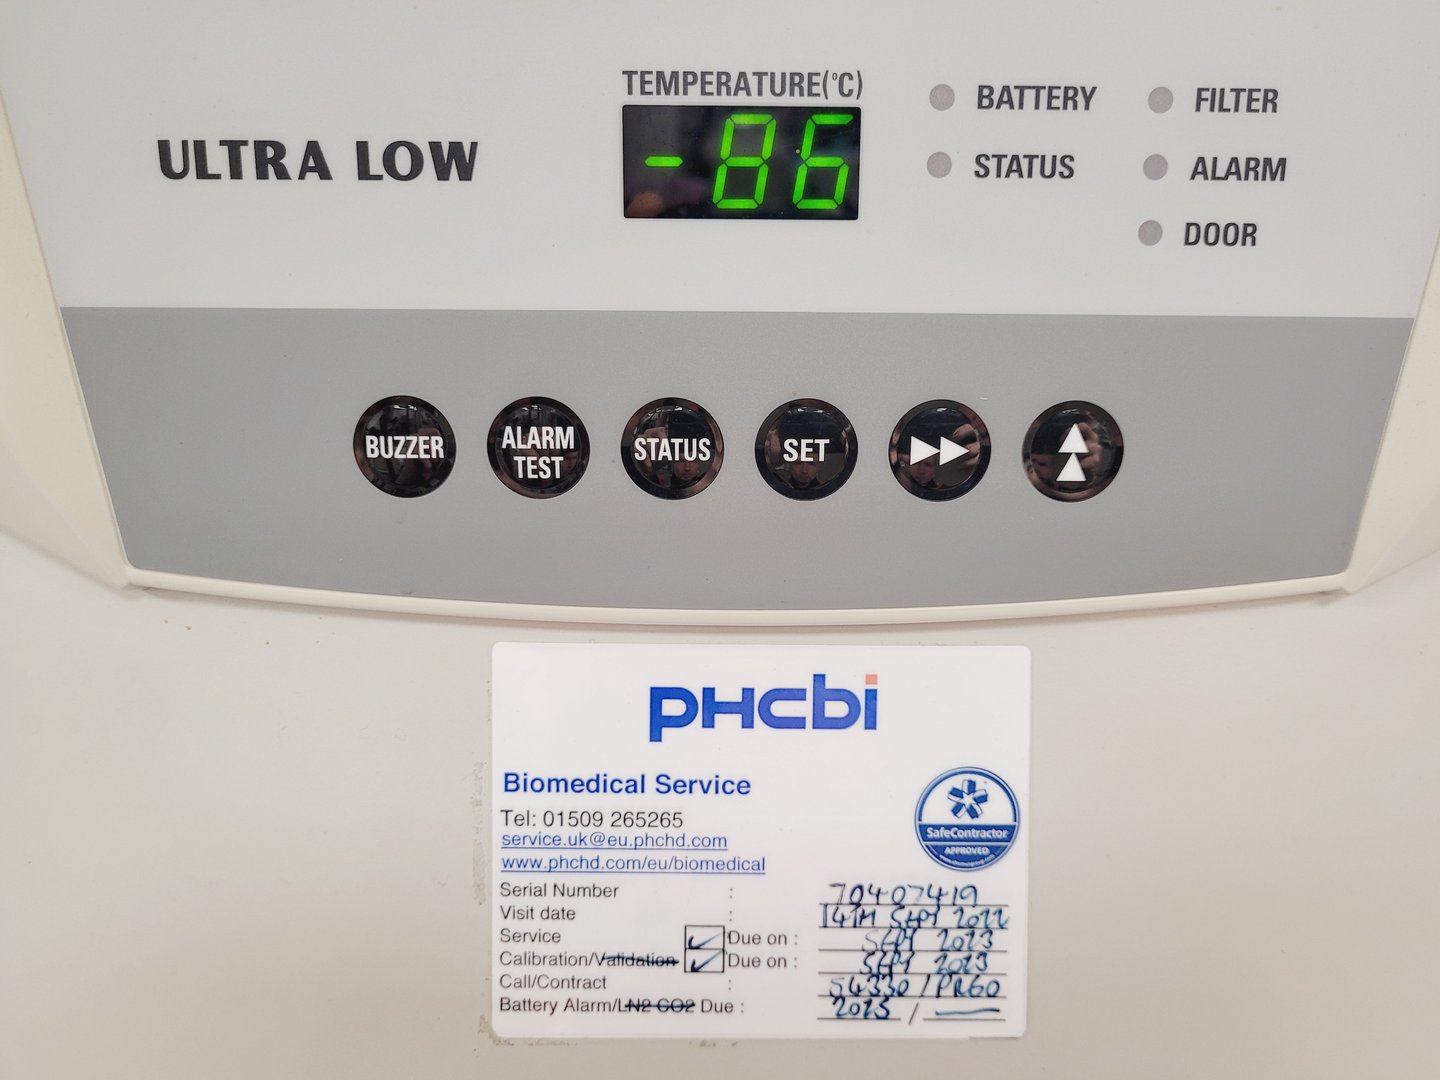 TEMPERATURE(°C)
ULTRA LOW
-86
BATTERY
FILTER
STATUS
ALARM
DOOR
BUZZER
ALARM
TEST
STATUS
SET
PHCbi
Biomedical Service
Tel: 01509 265265
service.uk@eu.phchd.com
www.phchd.com/eu/biomedical
SafeContractor
APPROVED
Serial Number : 70407419
Visit date : 14TH SEPT 2022
Service ✓ Due on : SEPT 2023
Calibration/Validation ✓ Due on : SEPT 2023
Call/Contract : 54330 / PR60
Battery Alarm/LN2 CO2 Due : 2025 / —